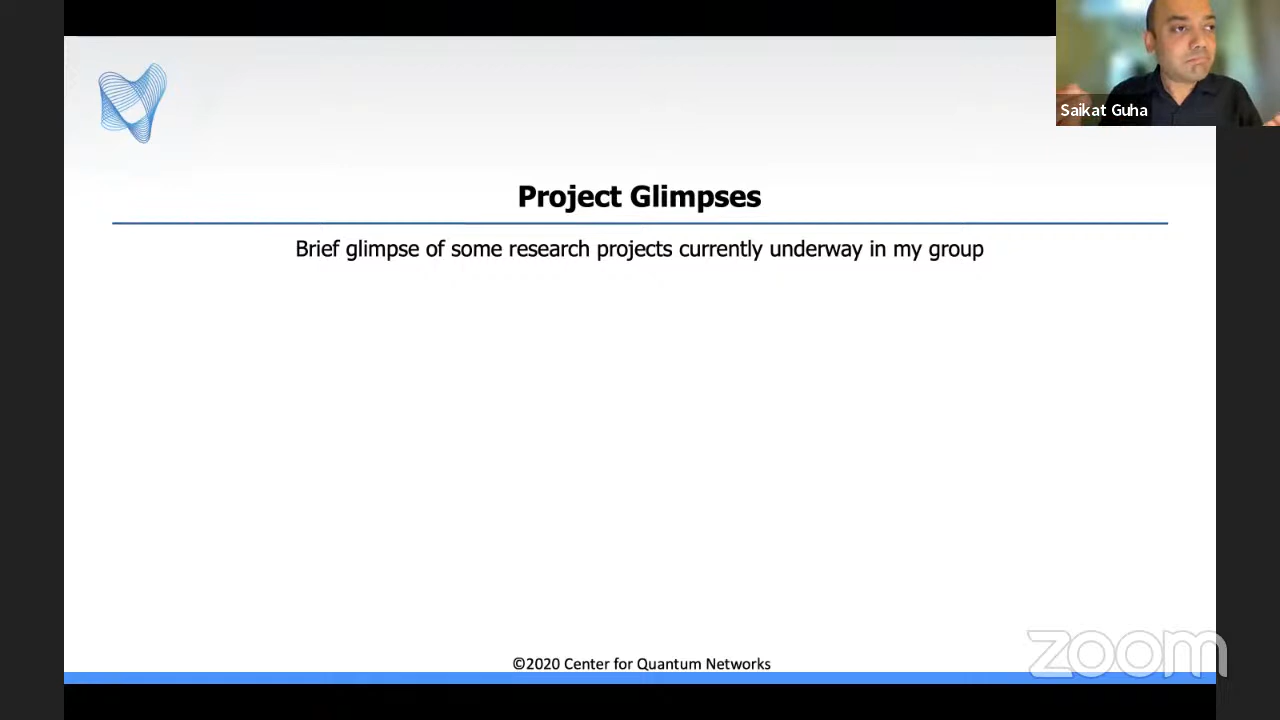 Saikat Guha
Project Glimpses
Brief glimpse of some research projects currently underway in my group
©2020 Center for Quantum Networks
zoom